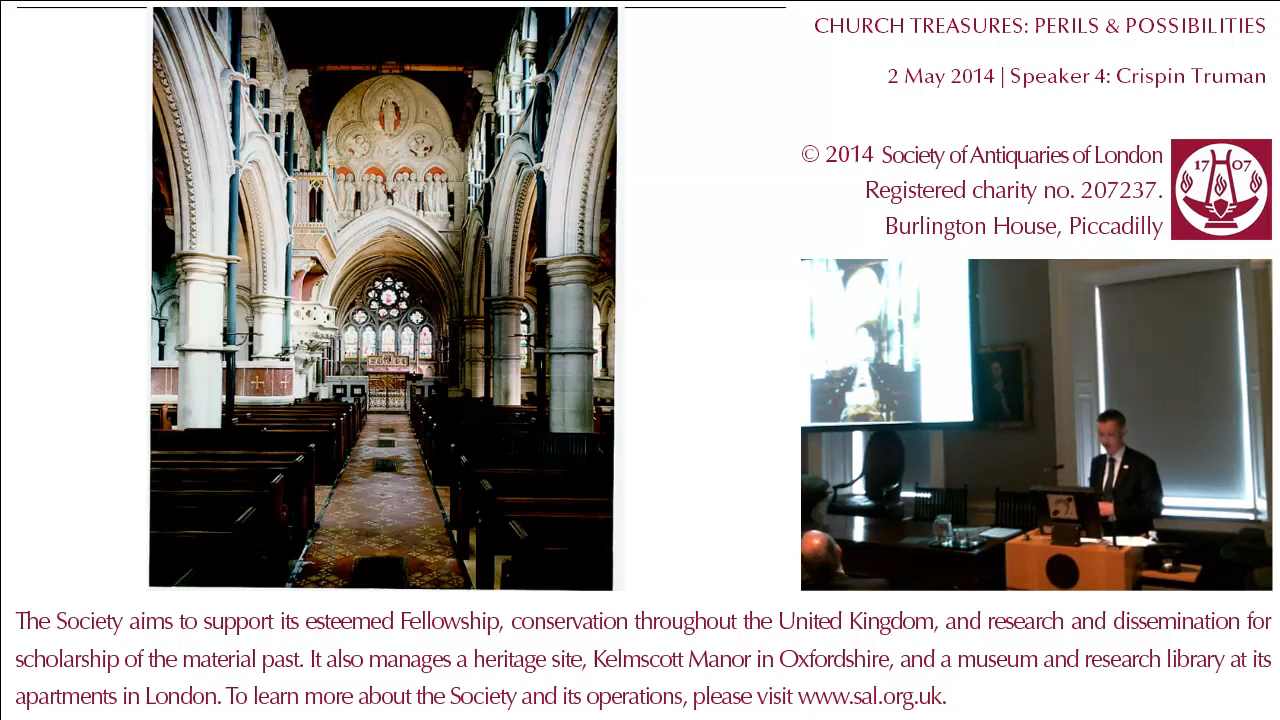 CHURCH TREASURES: PERILS & POSSIBILITIES
2 May 2014 | Speaker 4: Crispin Truman
© 2014 Society of Antiquaries of London
Registered charity no. 207237.
Burlington House, Piccadilly
17 07
The Society aims to support its esteemed Fellowship, conservation throughout the United Kingdom, and research and dissemination for
scholarship of the material past. It also manages a heritage site, Kelmscott Manor in Oxfordshire, and a museum and research library at its
apartments in London. To learn more about the Society and its operations, please visit www.sal.org.uk.